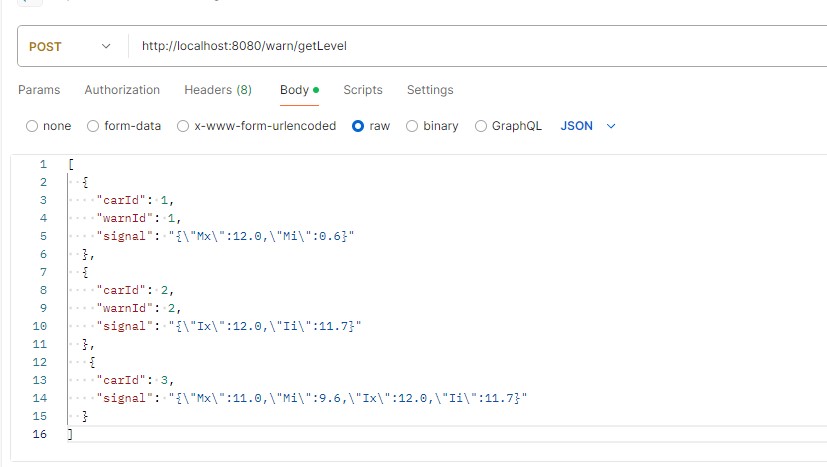 POST http://localhost:8080/warn/getLevel
Params Authorization Headers (8) Body Scripts Settings
none form-data x-www-form-urlencoded raw binary GraphQL JSON
1 [
2 {
3 "carId": 1,
4 "warnId": 1,
5 "signal": "{\"Mx\":12.0,\"Mi\":0.6}"
6 },
7 {
8 "carId": 2,
9 "warnId": 2,
10 "signal": "{\"Ix\":12.0,\"Ii\":11.7}"
11 },
12 {
13 "carId": 3,
14 "signal": "{\"Mx\":11.0,\"Mi\":9.6,\"Ix\":12.0,\"Ii\":11.7}"
15 }
16 ]